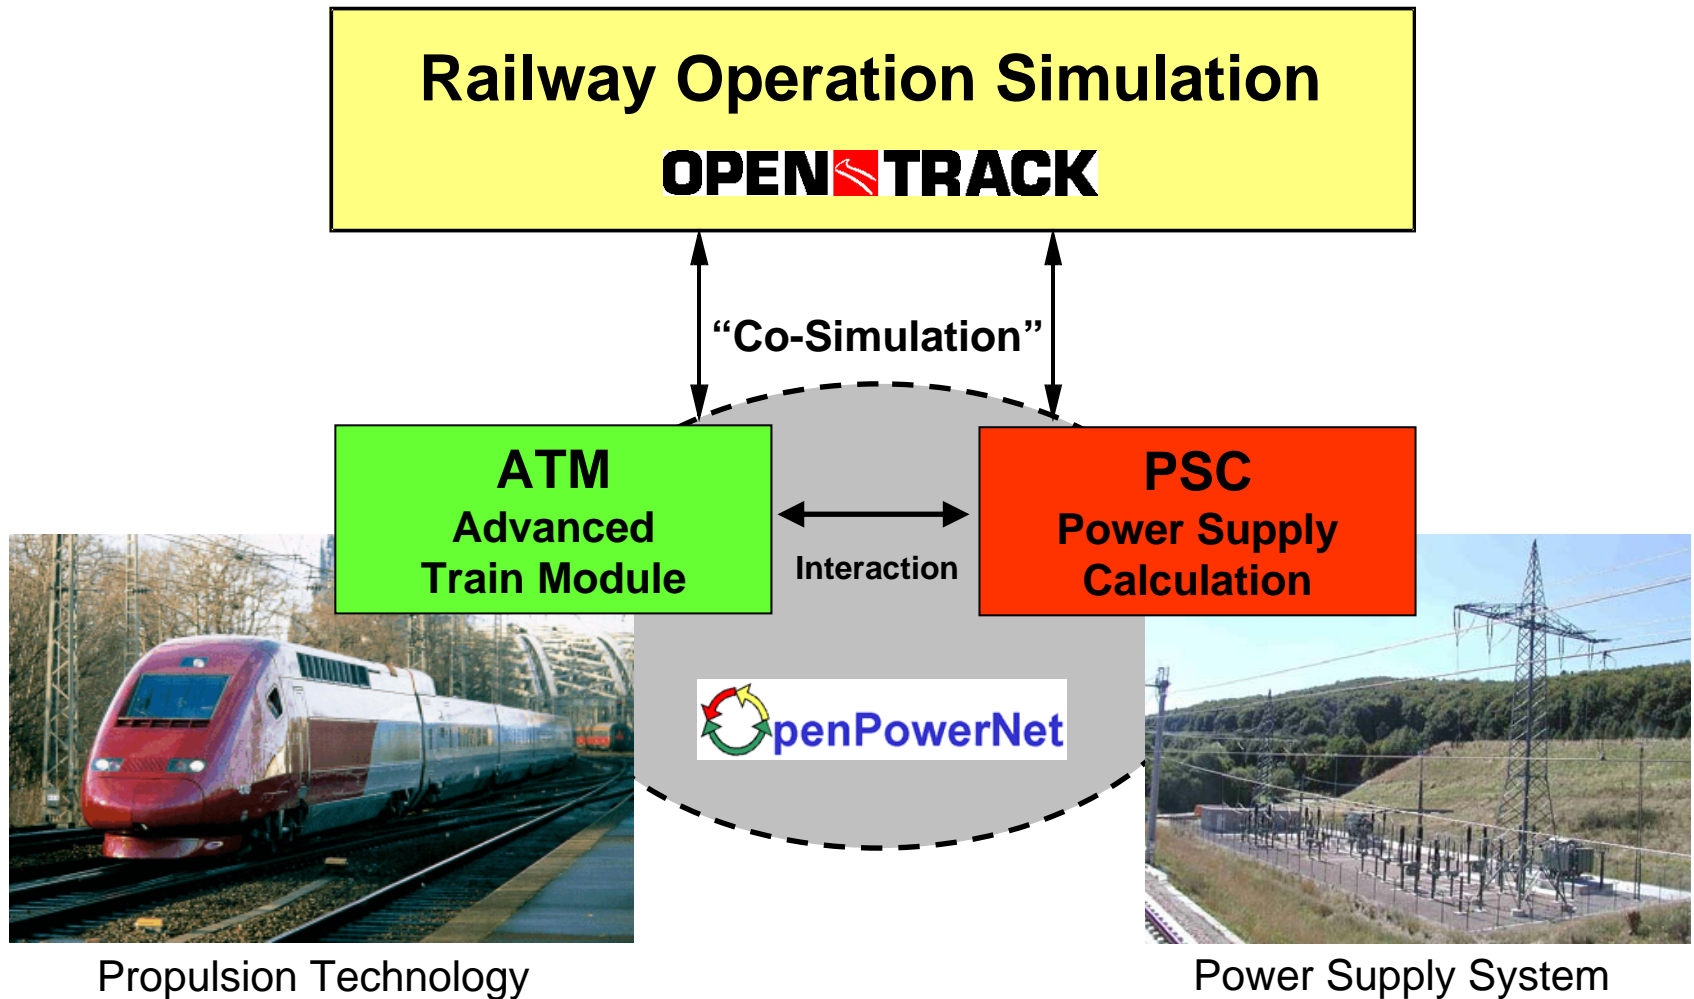 Railway Operation Simulation
OPEN TRACK
“Co-Simulation”
ATM
Advanced
Train Module
Interaction
PSC
Power Supply
Calculation
penPowerNet
Propulsion Technology
Power Supply System